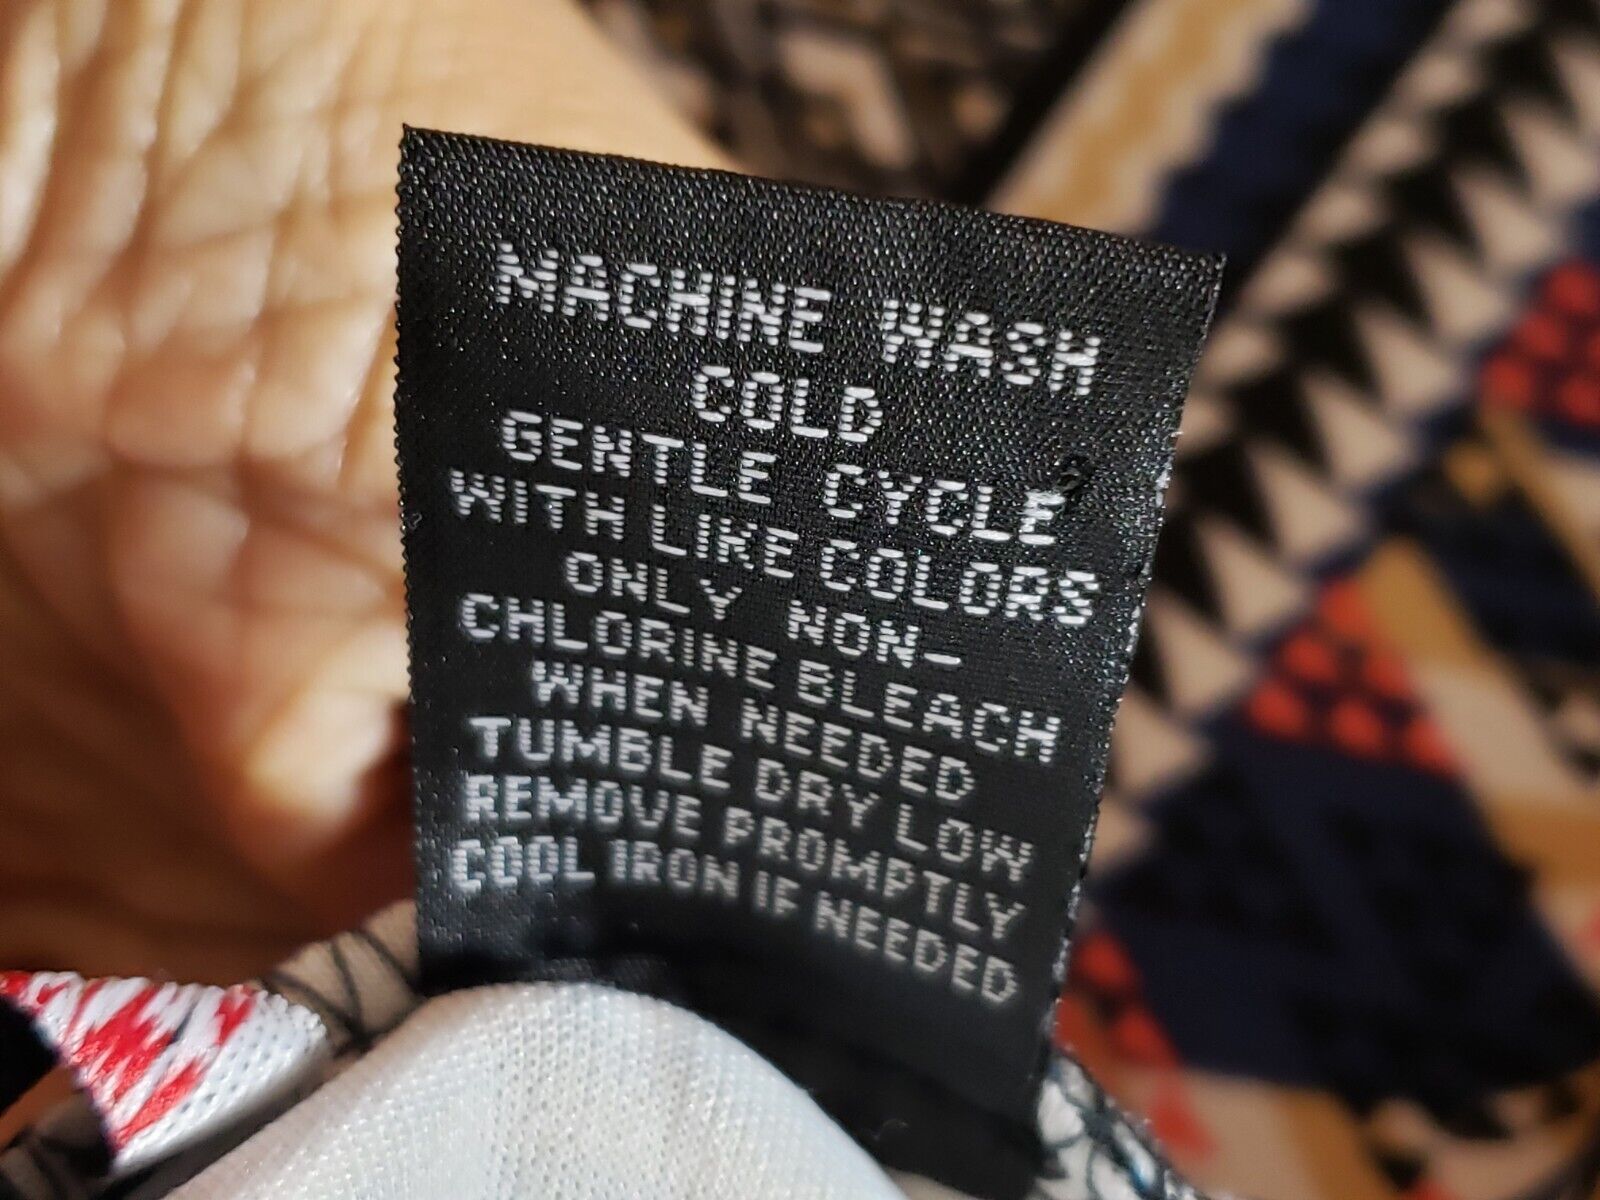 MACHINE WASH
COLD
GENTLE CYCLE
WITH LIKE COLORS
ONLY NON-
CHLORINE BLEACH
WHEN NEEDED
TUMBLE DRY LOW
REMOVE PROMPTLY
COOL IRON IF NEEDED